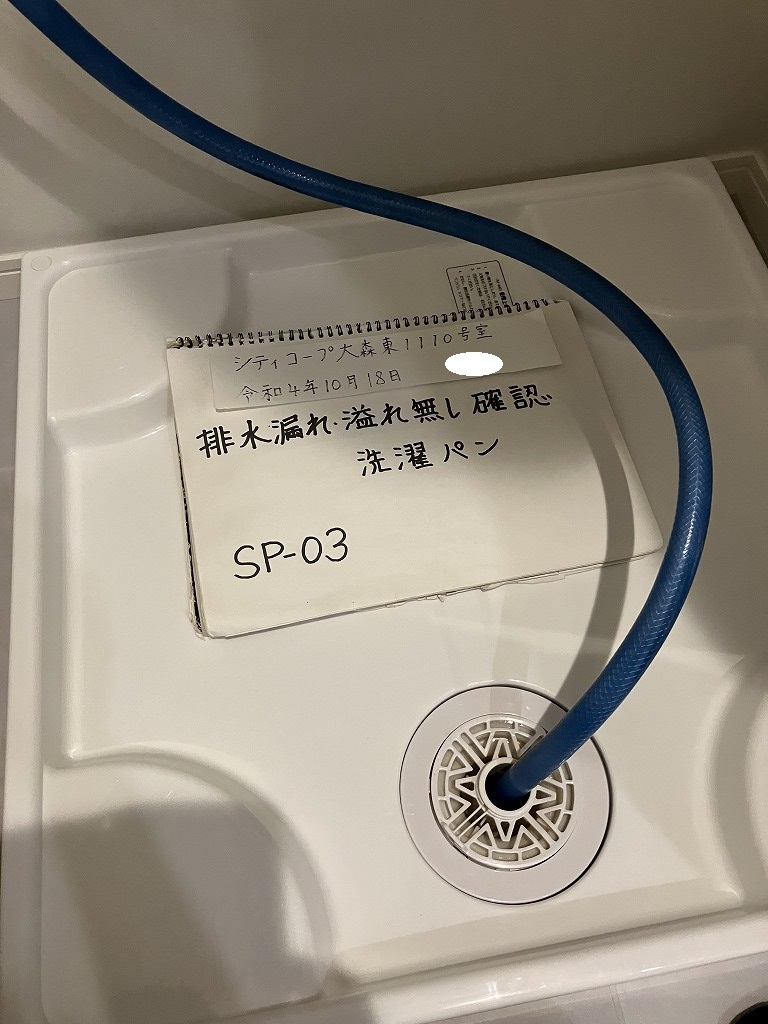 シティコープ大森東1110号室
令和4年10月18日
排水漏れ・溢れ無し確認
洗濯パン
SP-03